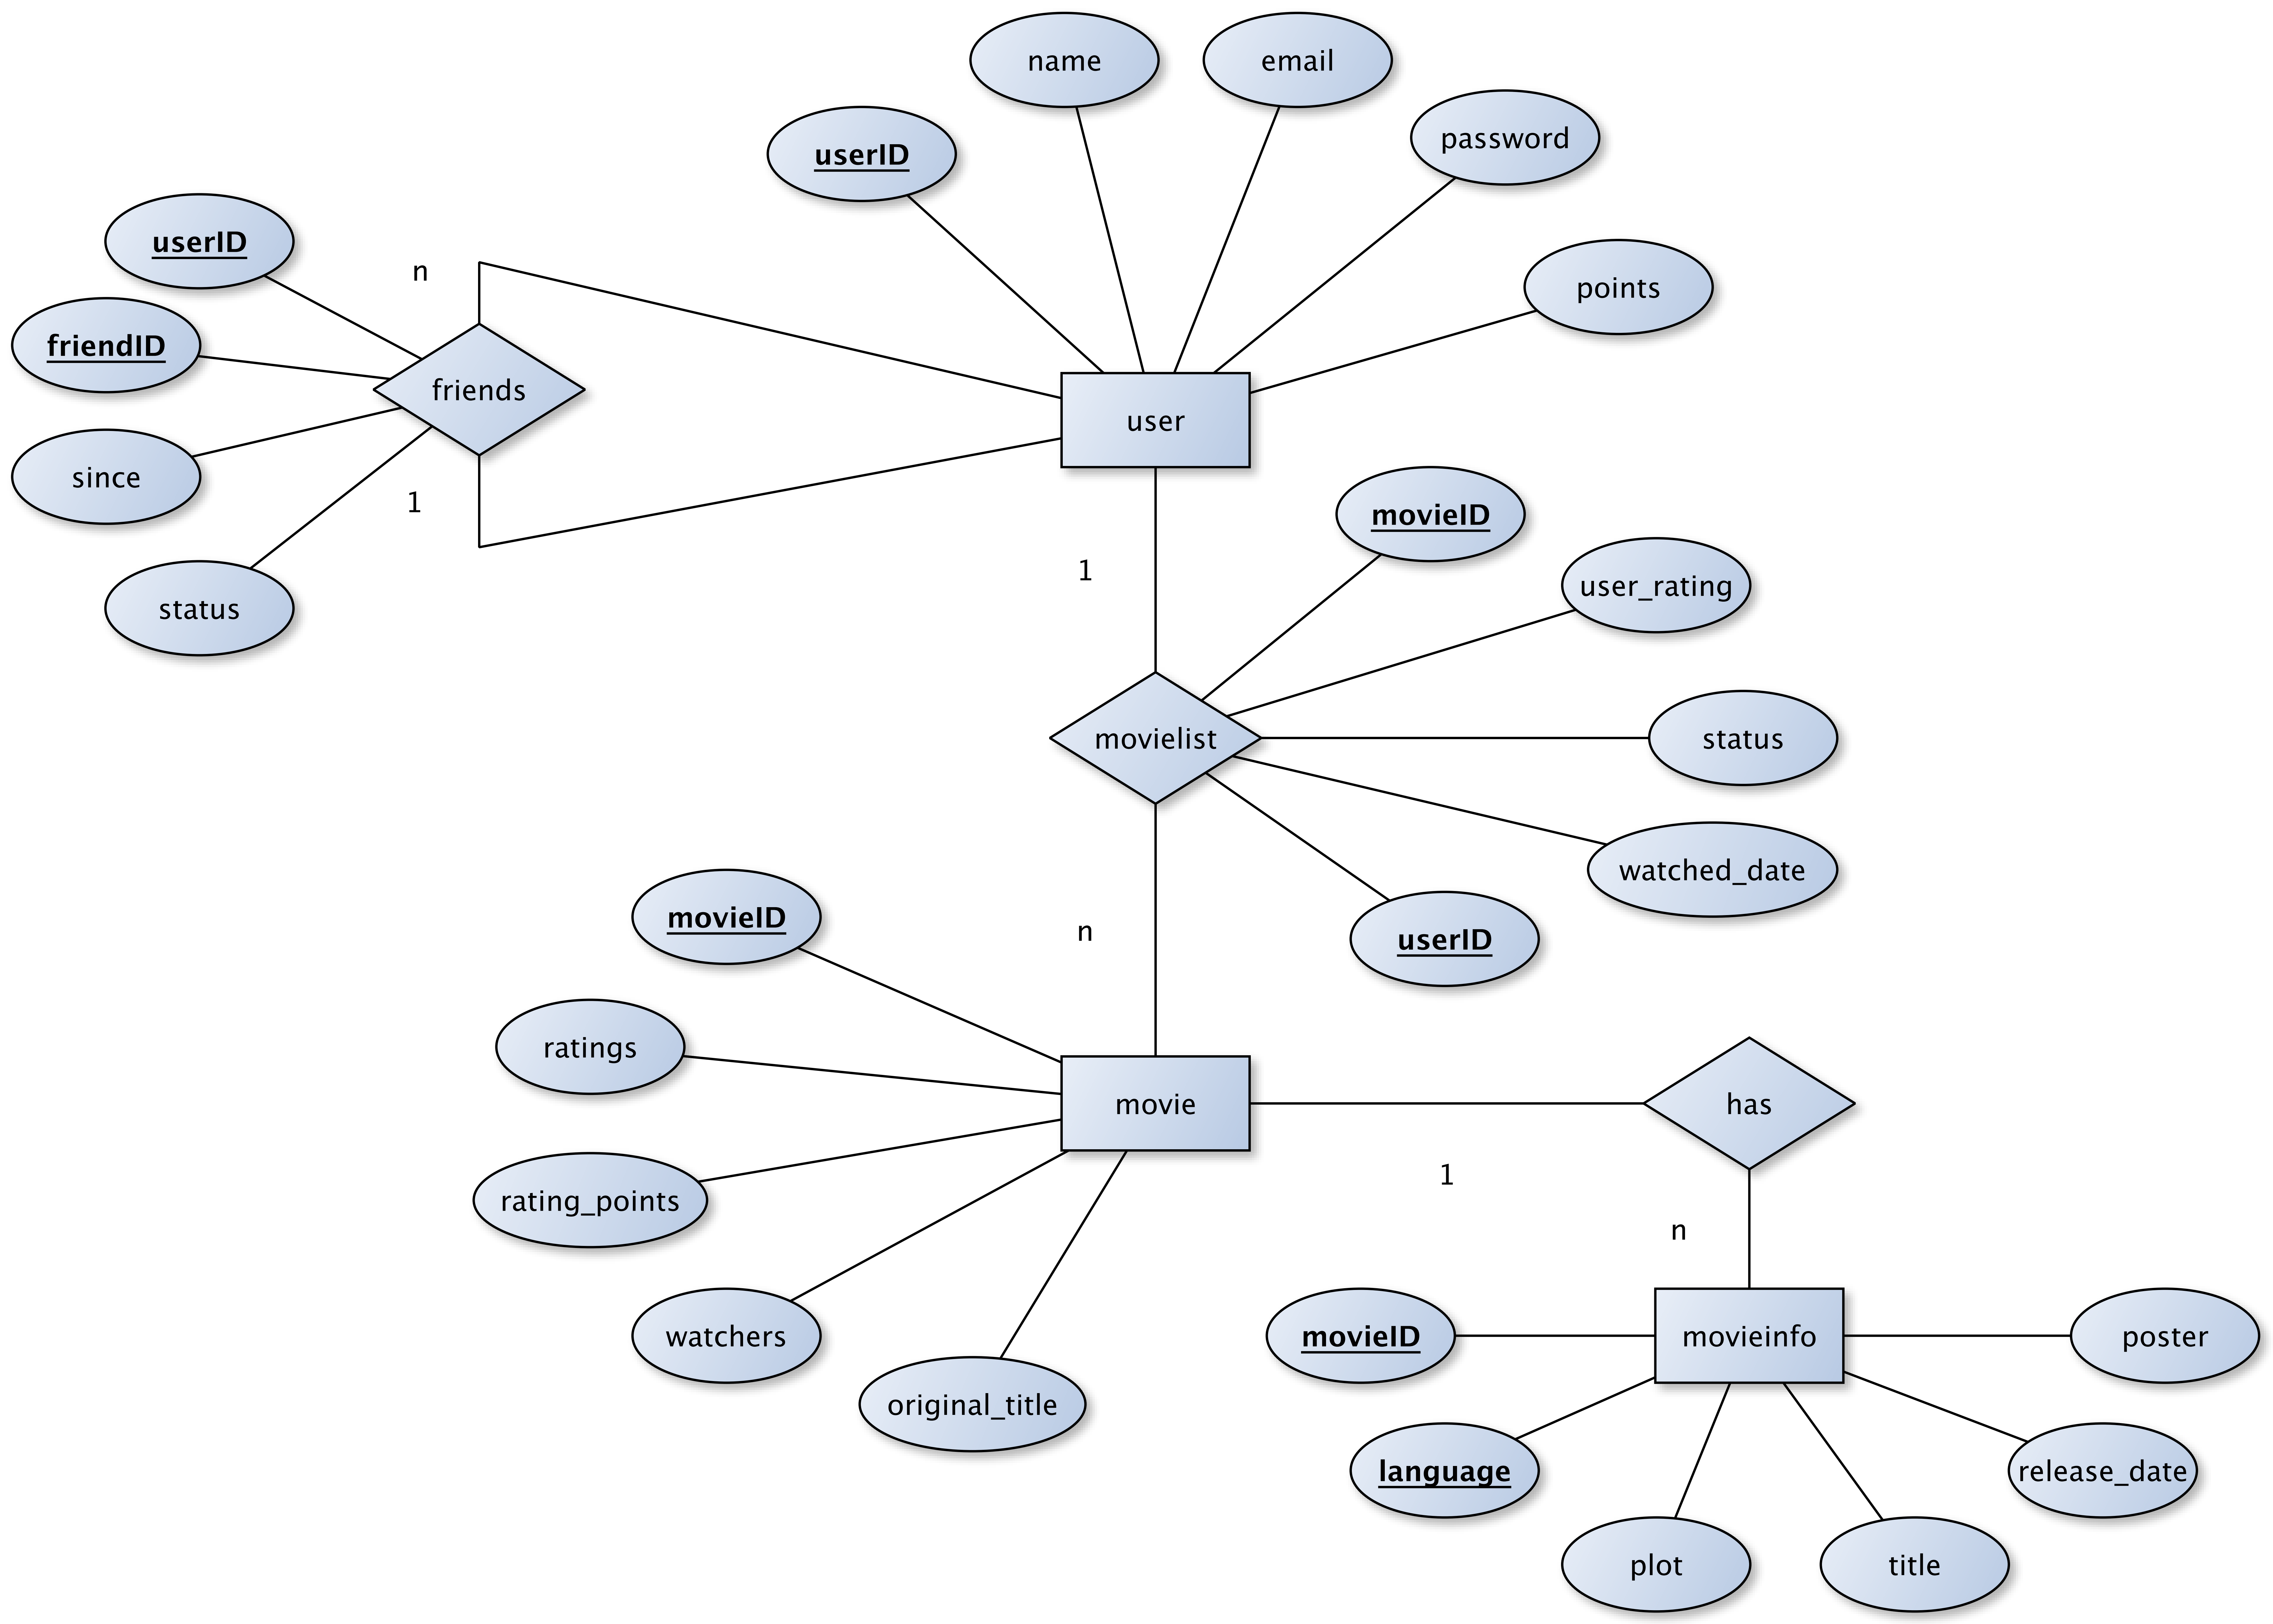 name
email
password
userID
userID
n
points
friendID
friends
user
since
1
movieID
1
user_rating
status
movielist
status
watched_date
movieID
n
userID
ratings
movie
has
1
rating_points
n
watchers
movieID
movieinfo
poster
original_title
language
release_date
plot
title